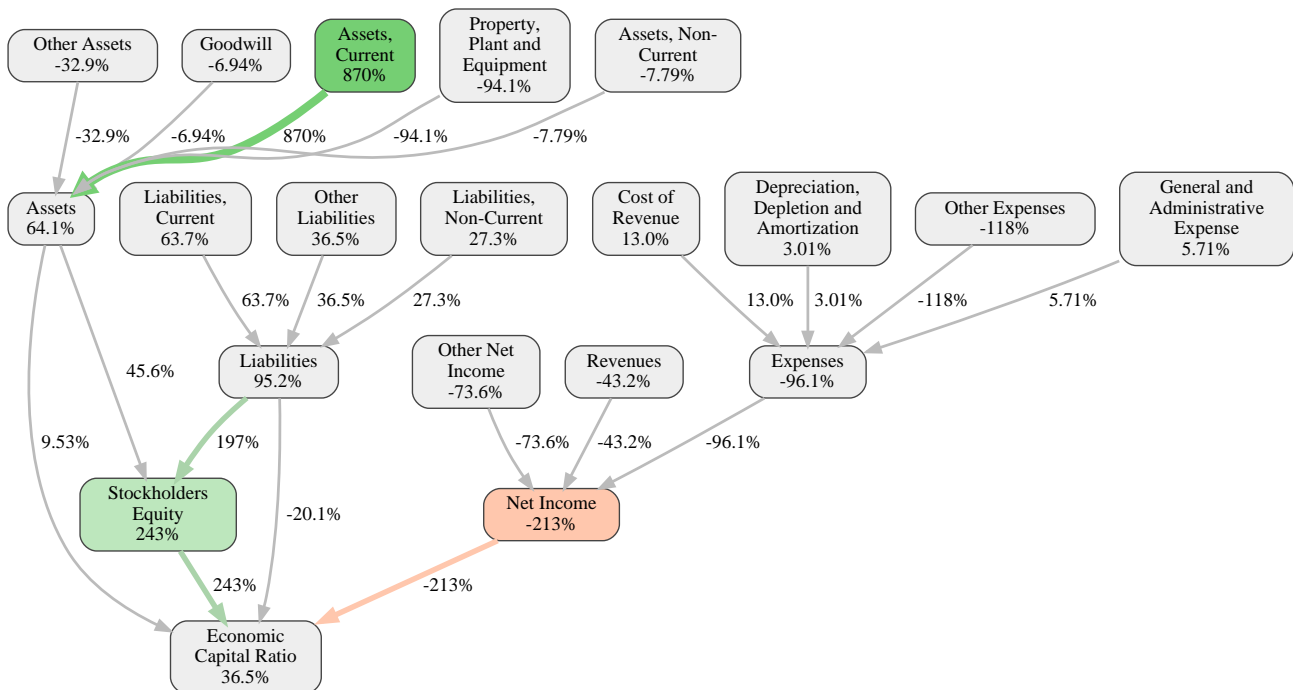 Other Assets
-32.9%
Goodwill
-6.94%
Assets,
Current
870%
Property,
Plant and
Equipment
-94.1%
Assets, Non-
Current
-7.79%
-32.9%
-6.94%
870%
-94.1%
-7.79%
Assets
64.1%
Liabilities,
Current
63.7%
Other
Liabilities
36.5%
Liabilities,
Non-Current
27.3%
Cost of
Revenue
13.0%
Depreciation,
Depletion and
Amortization
3.01%
Other Expenses
-118%
General and
Administrative
Expense
5.71%
63.7%
36.5%
27.3%
13.0%
3.01%
-118%
5.71%
45.6%
Liabilities
95.2%
Other Net
Income
-73.6%
Revenues
-43.2%
Expenses
-96.1%
9.53%
197%
-73.6%
-43.2%
-96.1%
Stockholders
Equity
243%
-20.1%
Net Income
-213%
243%
-213%
Economic
Capital Ratio
36.5%